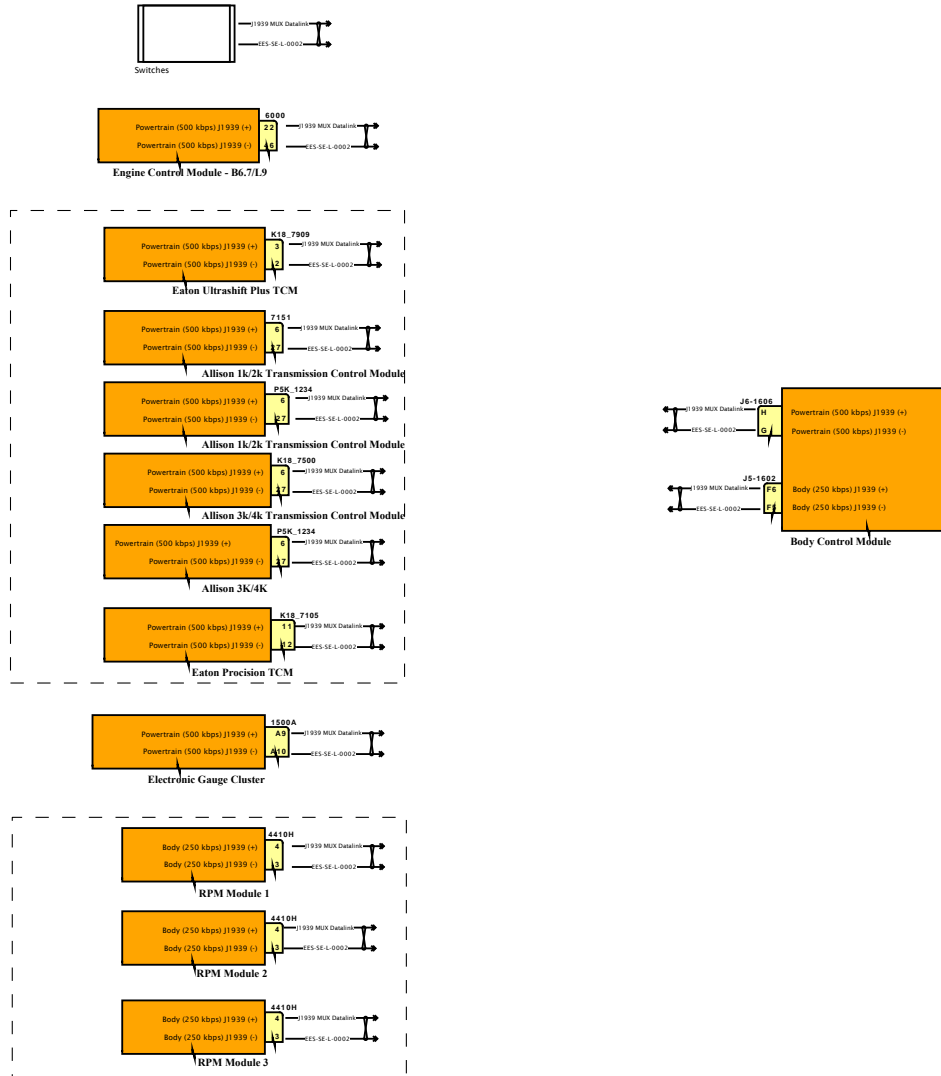 J1939 MUX Datalink
EES-SE-L-0002
Switches
6000
Powertrain (500 kbps) J1939 (+) 22 J1939 MUX Datalink
Powertrain (500 kbps) J1939 (-) 46 EES-SE-L-0002
Engine Control Module - B6.7/L9
K18_7909
Powertrain (500 kbps) J1939 (+) 3 J1939 MUX Datalink
Powertrain (500 kbps) J1939 (-) 2 EES-SE-L-0002
Eaton Ultrashift Plus TCM
7151
Powertrain (500 kbps) J1939 (+) 6 J1939 MUX Datalink
Powertrain (500 kbps) J1939 (-) 27 EES-SE-L-0002
Allison 1k/2k Transmission Control Module
P5K_1234
Powertrain (500 kbps) J1939 (+) 6 J1939 MUX Datalink
Powertrain (500 kbps) J1939 (-) 27 EES-SE-L-0002
Allison 1k/2k Transmission Control Module
K18_7500
Powertrain (500 kbps) J1939 (+) 6 J1939 MUX Datalink
Powertrain (500 kbps) J1939 (-) 27 EES-SE-L-0002
Allison 3k/4k Transmission Control Module
P5K_1234
Powertrain (500 kbps) J1939 (+) 6 J1939 MUX Datalink
Powertrain (500 kbps) J1939 (-) 27 EES-SE-L-0002
Allison 3K/4K
K18_7105
Powertrain (500 kbps) J1939 (+) 11 J1939 MUX Datalink
Powertrain (500 kbps) J1939 (-) 12 EES-SE-L-0002
Eaton Procision TCM
1500A
Powertrain (500 kbps) J1939 (+) A9 J1939 MUX Datalink
Powertrain (500 kbps) J1939 (-) A10 EES-SE-L-0002
Electronic Gauge Cluster
4410H
Body (250 kbps) J1939 (+) 4 J1939 MUX Datalink
Body (250 kbps) J1939 (-) 3 EES-SE-L-0002
RPM Module 1
4410H
Body (250 kbps) J1939 (+) 4 J1939 MUX Datalink
Body (250 kbps) J1939 (-) 3 EES-SE-L-0002
RPM Module 2
4410H
Body (250 kbps) J1939 (+) 4 J1939 MUX Datalink
Body (250 kbps) J1939 (-) 3 EES-SE-L-0002
RPM Module 3
J6-1606
J1939 MUX Datalink H Powertrain (500 kbps) J1939 (+)
EES-SE-L-0002 G Powertrain (500 kbps) J1939 (-)
J5-1602
J1939 MUX Datalink F6 Body (250 kbps) J1939 (+)
EES-SE-L-0002 Body (250 kbps) J1939 (-)
Body Control Module